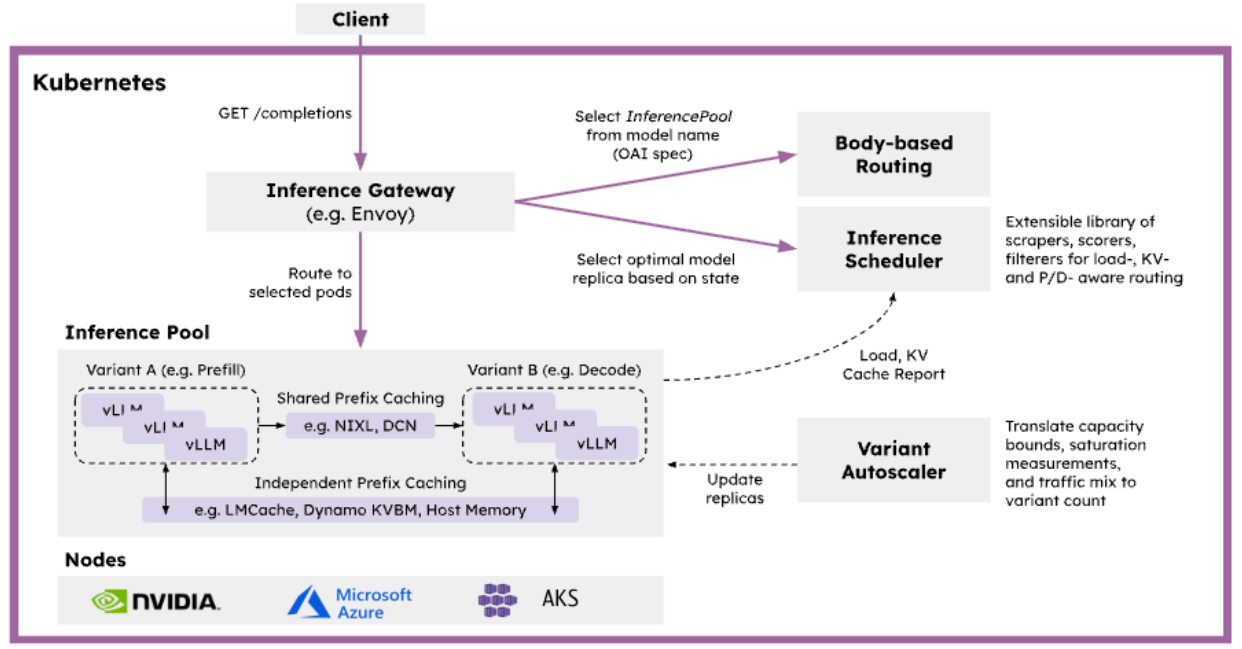 Client
Kubernetes
GET /completions
Select InferencePool
from model name
(OAI spec)
Body-based
Routing
Inference Gateway
(e.g. Envoy)
Inference
Scheduler
Extensible library of
scrapers, scorers,
filterers for load-, KV-
and P/D- aware routing
Select optimal model
replica based on state
Route to
selected pods
Inference Pool
Variant A (e.g. Prefill)
vLLM
vLLM
vLLM
Shared Prefix Caching
e.g. NIXL, DCN
Variant B (e.g. Decode)
vLLM
vLLM
vLLM
Load, KV
Cache Report
Independent Prefix Caching
e.g. LMCache, Dynamo KVBM, Host Memory
Update
replicas
Variant
Autoscaler
Translate capacity
bounds, saturation
measurements,
and traffic mix to
variant count
Nodes
NVIDIA.
Microsoft
Azure
AKS